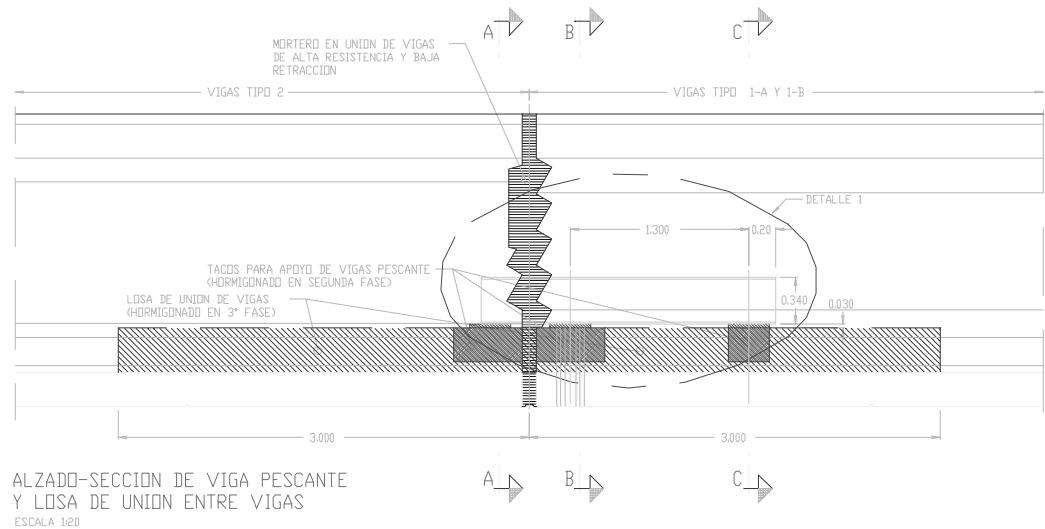 A B C
MORTERO EN UNION DE VIGAS
DE ALTA RESISTENCIA Y BAJA
RETRACCION
VIGAS TIPO 2
VIGAS TIPO 1-A Y 1-B
DETALLE 1
1.300
0.20
TACOS PARA APOYO DE VIGAS PESCANTE
(HORMIGONADO EN SEGUNDA FASE)
LOSA DE UNION DE VIGAS
(HORMIGONADO EN 3ª FASE)
0.340
0.030
3.000
3.000
A B C
ALZADO-SECCION DE VIGA PESCANTE
Y LOSA DE UNION ENTRE VIGAS
ESCALA 1:20